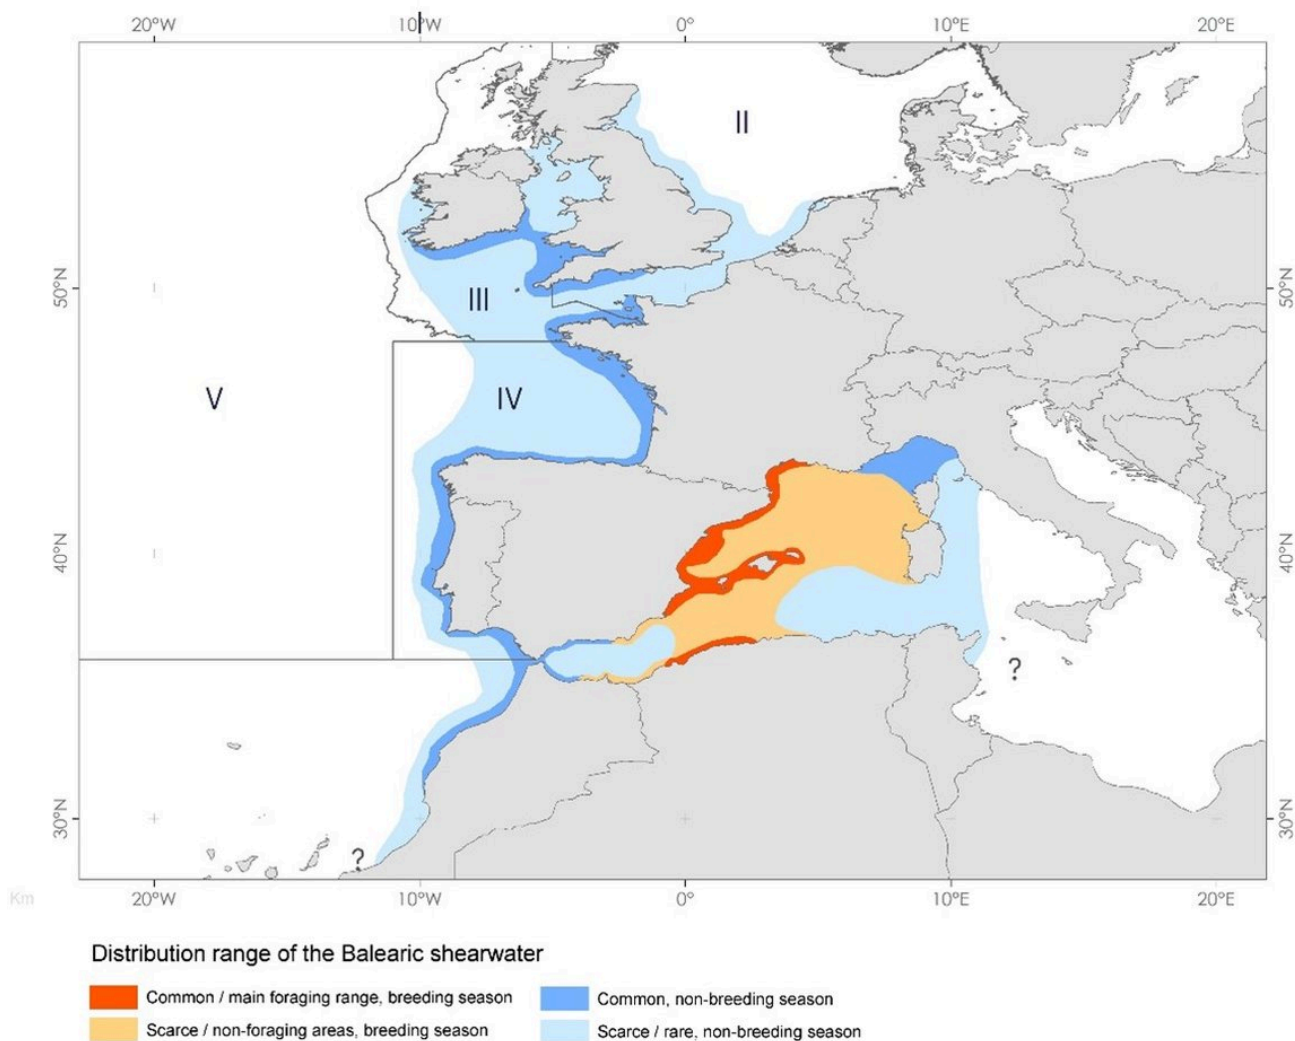 20°W 10°W 0° 10°E 20°E
II
50°N 50°N
III
V IV
40°N 40°N
?
30°N 30°N
?
Km
20°W 10°W 0° 10°E 20°E
Distribution range of the Balearic shearwater
Common / main foraging range, breeding season
Common, non-breeding season
Scarce / non-foraging areas, breeding season
Scarce / rare, non-breeding season